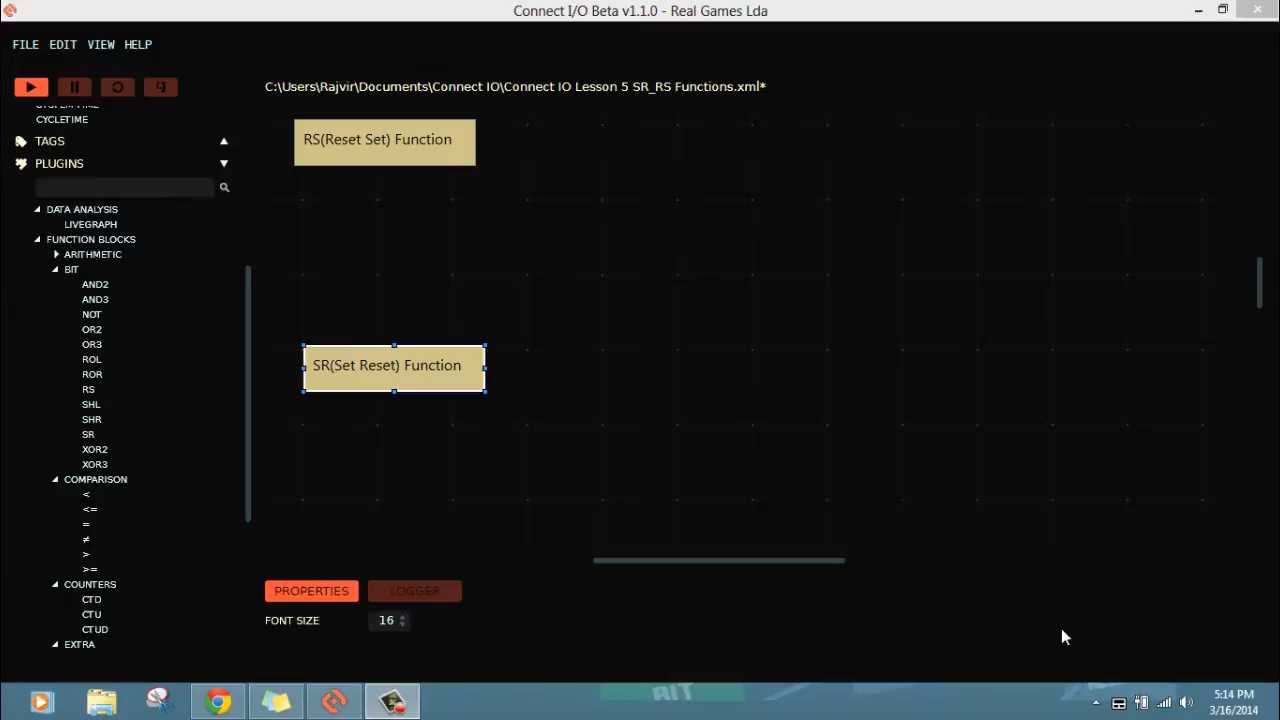 Connect I/O Beta v1.1.0 - Real Games Lda
FILE EDIT VIEW HELP
C:\Users\Rajvir\Documents\Connect IO\Connect IO Lesson 5 SR_RS Functions.xml*
SYSTEM TIME
CYCLETIME
TAGS
PLUGINS
DATA ANALYSIS
LIVEGRAPH
FUNCTION BLOCKS
ARITHMETIC
BIT
AND2
AND3
NOT
OR2
OR3
ROL
ROR
RS
SHL
SHR
SR
XOR2
XOR3
COMPARISON
<
<=
=
≠
>
>=
COUNTERS
CTD
CTU
CTUD
EXTRA
RS(Reset Set) Function
SR(Set Reset) Function
PROPERTIES LOGGER
FONT SIZE 16
BIT
5:14 PM
3/16/2014